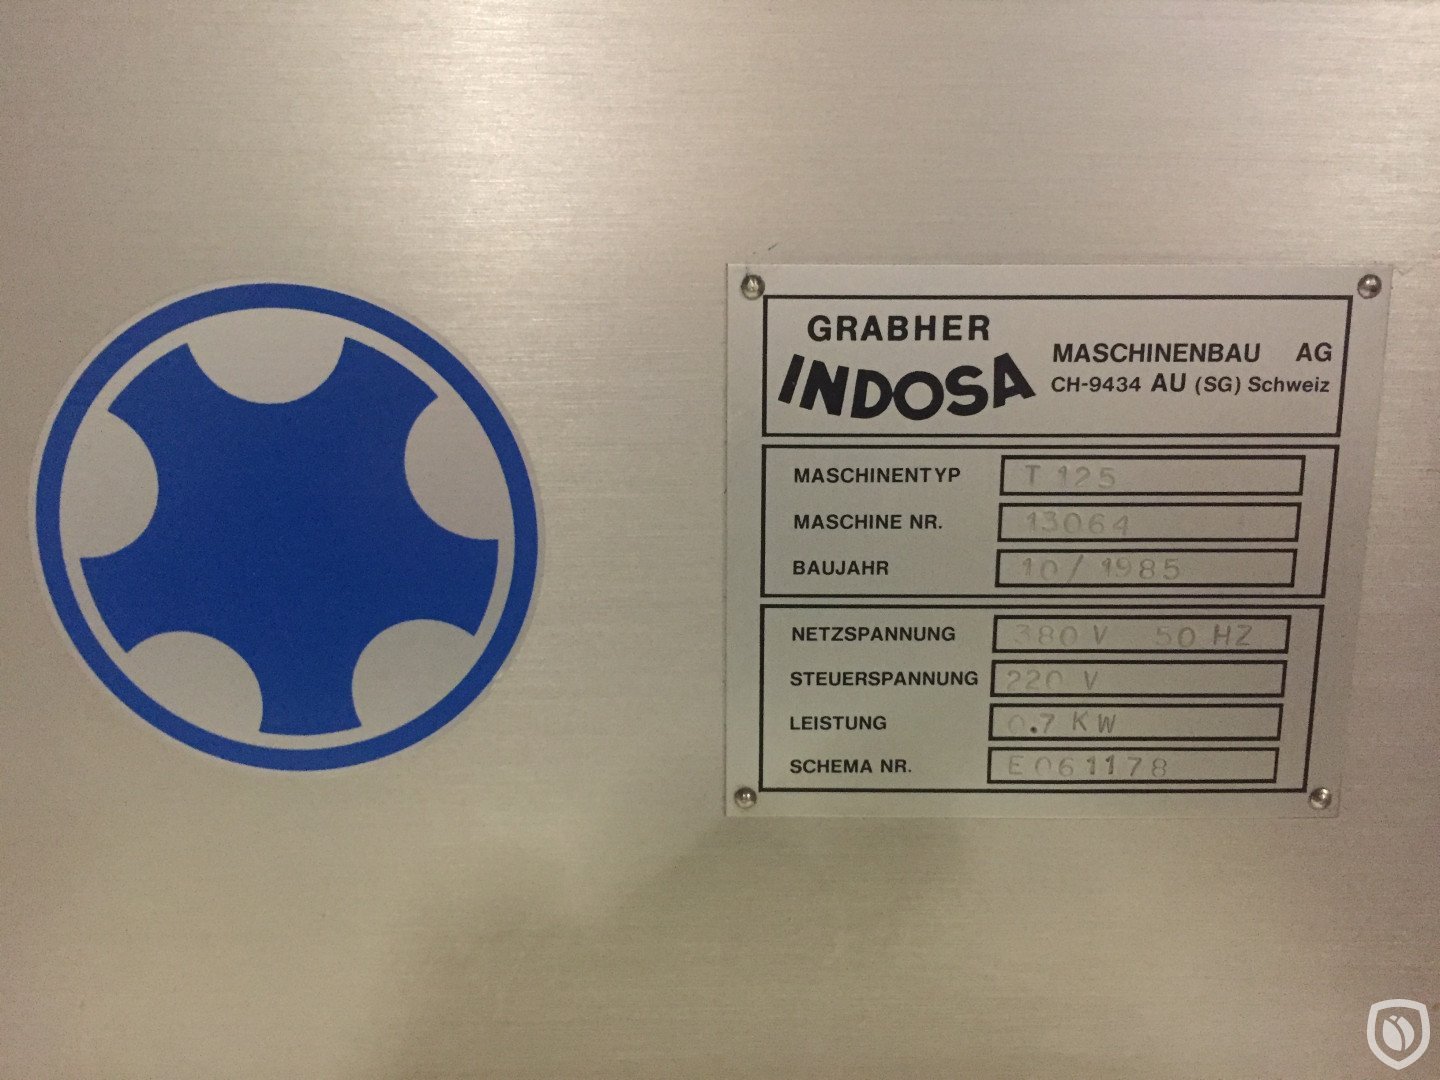 GRABHER
INDOSA
MASCHINENBAU AG
CH-9434 AU (SG) Schweiz
MASCHINENTYP T 125
MASCHINE NR. 13064
BAUJAHR 10/1985
NETZSPANNUNG 380 V 50 HZ
STEUERSPANNUNG 220 V
LEISTUNG 0.7 KW
SCHEMA NR. E061178